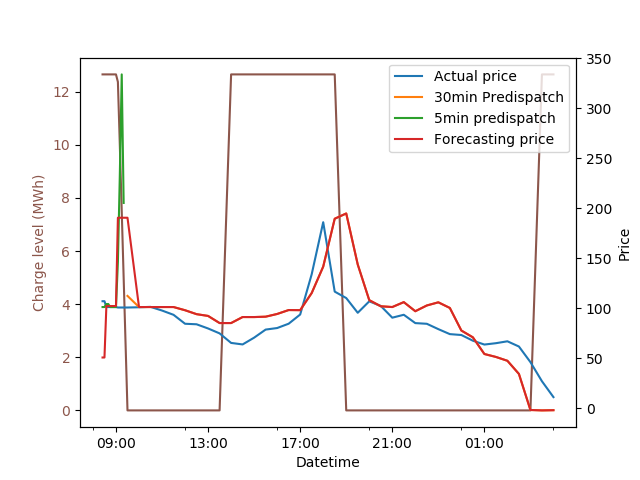 Actual price
30min Predispatch
5min predispatch
Forecasting price
Charge level (MWh)
12
10
8
6
4
2
0
350
300
250
200
150
100
50
0
Price
09:00 13:00 17:00 21:00 01:00
Datetime